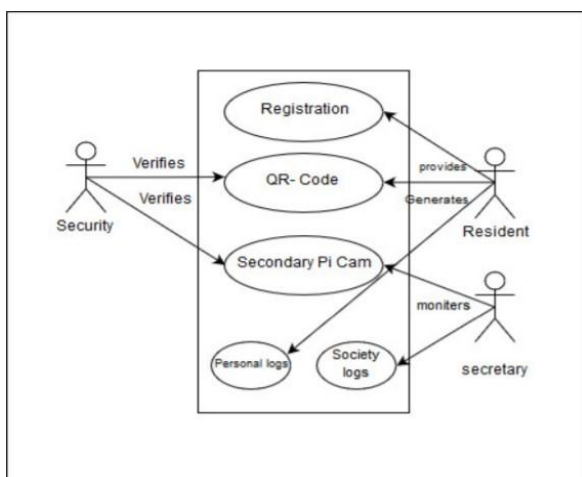 Registration
Verifies
provides
QR- Code
Verifies
Generates
Security
Resident
Secondary Pi Cam
moniters
Personal logs
Society
logs
secretary